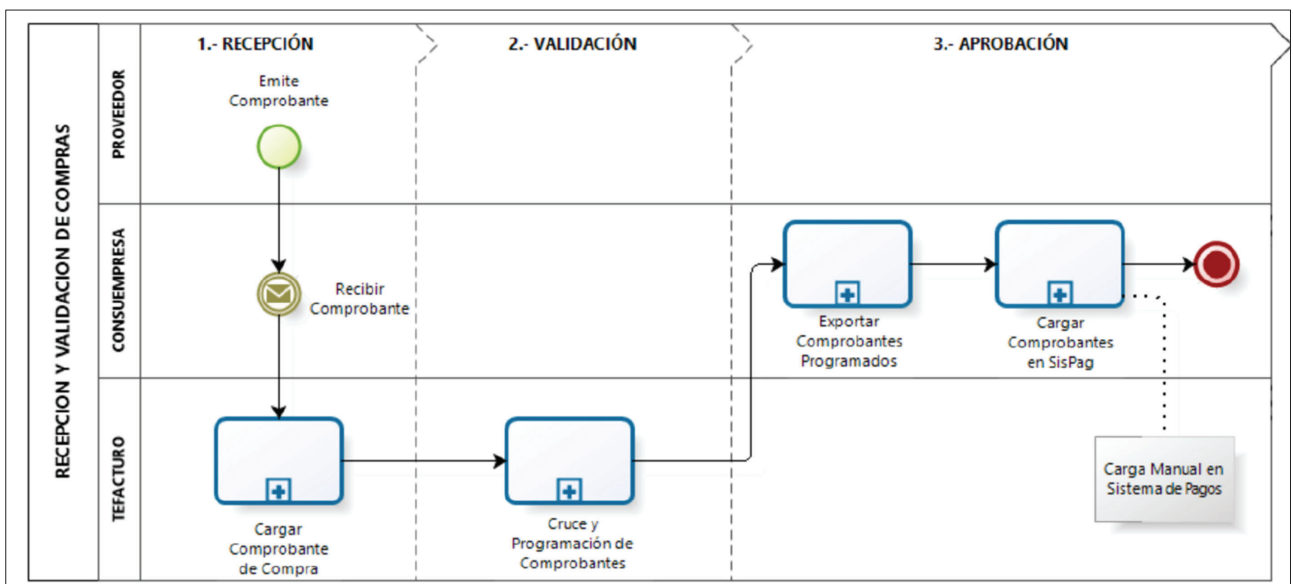 RECEPCION Y VALIDACION DE COMPRAS
1.- RECEPCIÓN
2.- VALIDACIÓN
3.- APROBACIÓN
PROVEEDOR
Emite
Comprobante
CONSUEMPRESA
Recibir
Comprobante
Exportar
Comprobantes
Programados
Cargar
Comprobantes
en SisPag
TEFACTURO
Cargar
Comprobante
de Compra
Cruce y
Programación de
Comprobantes
Carga Manual en
Sistema de Pagos